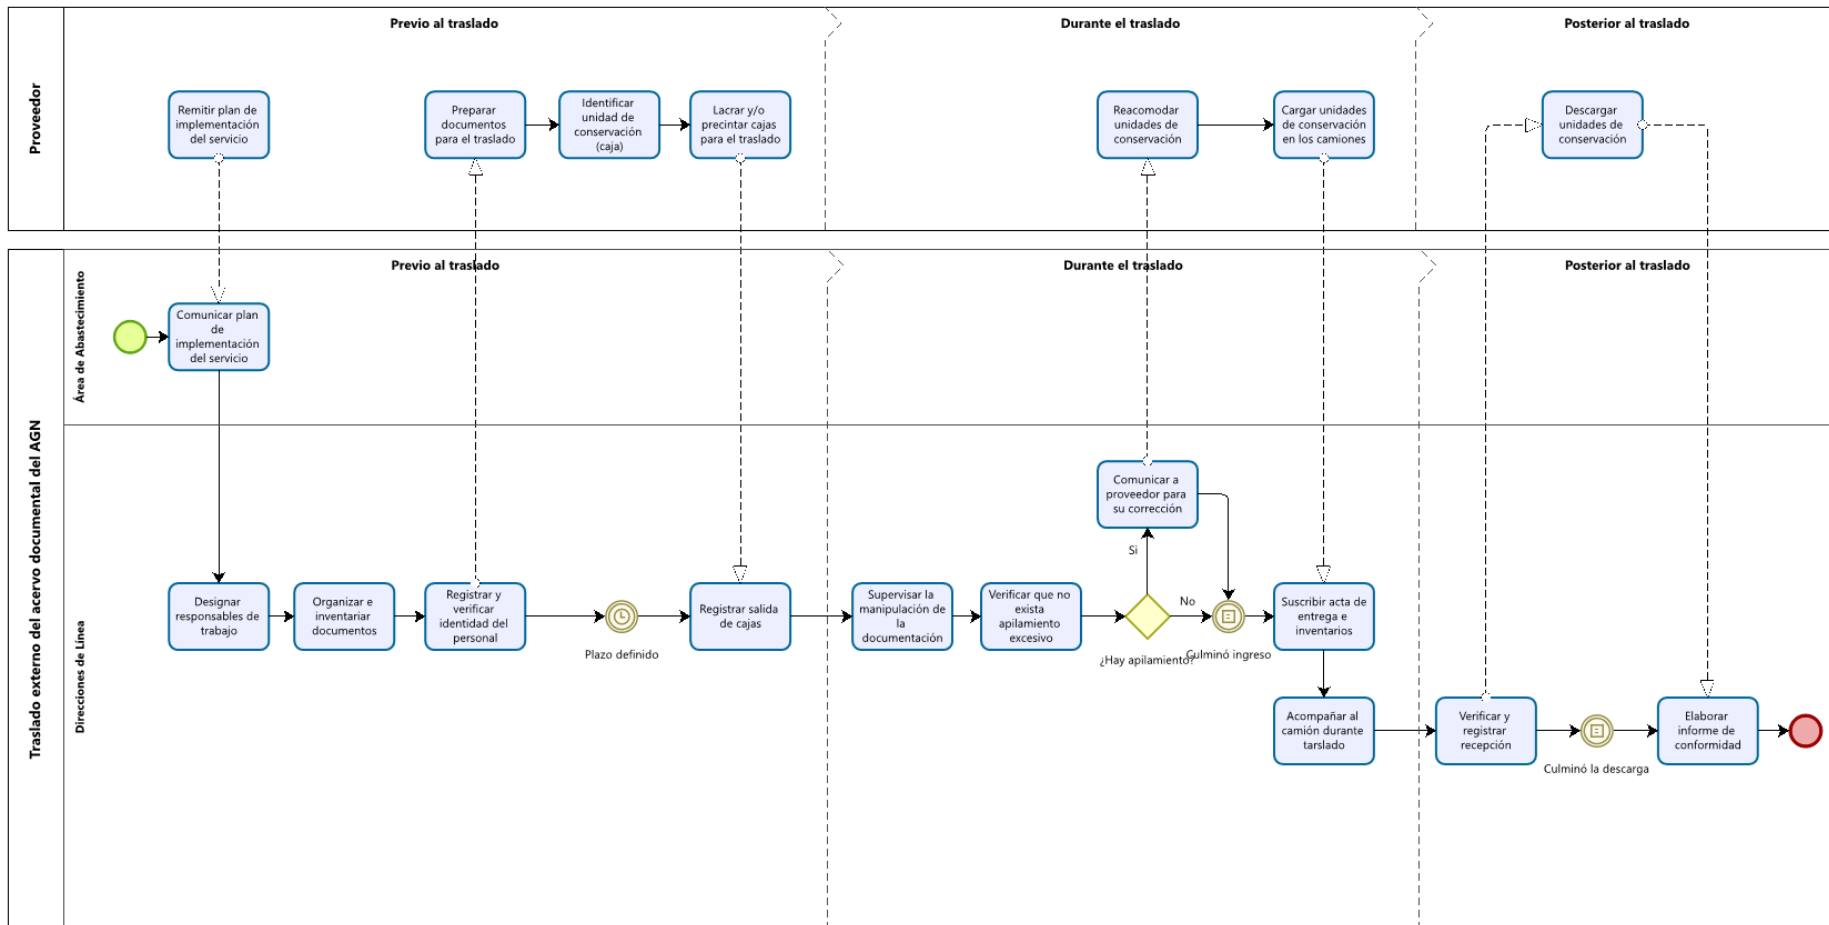 Previo al traslado
Durante el traslado
Posterior al traslado
Proveedor
Remitir plan de
implementación
del servicio
Preparar
documentos
para el traslado
Identificar
unidad de
conservación
(caja)
Lacrar y/o
precintar cajas
para el traslado
Reacomodar
unidades de
conservación
Cargar unidades
de conservación
en los camiones
Descargar
unidades de
conservación
Traslado externo del acervo documental del AGN
Previo al traslado
Durante el traslado
Posterior al traslado
Área de Abastecimiento
Comunicar plan
de
implementación
del servicio
Direcciones de Línea
Comunicar a
proveedor para
su corrección
Si
Designar
responsables de
trabajo
Organizar e
inventariar
documentos
Registrar y
verificar
identidad del
personal
Plazo definido
Registrar salida
de cajas
Supervisar la
manipulación de
la
documentación
Verificar que no
exista
apilamiento
excesivo
¿Hay apilamiento?
No
Culminó ingreso
Suscribir acta de
entrega e
inventarios
Acompañar al
camión durante
tarslado
Verificar y
registrar
recepción
Culminó la descarga
Elaborar
informe de
conformidad